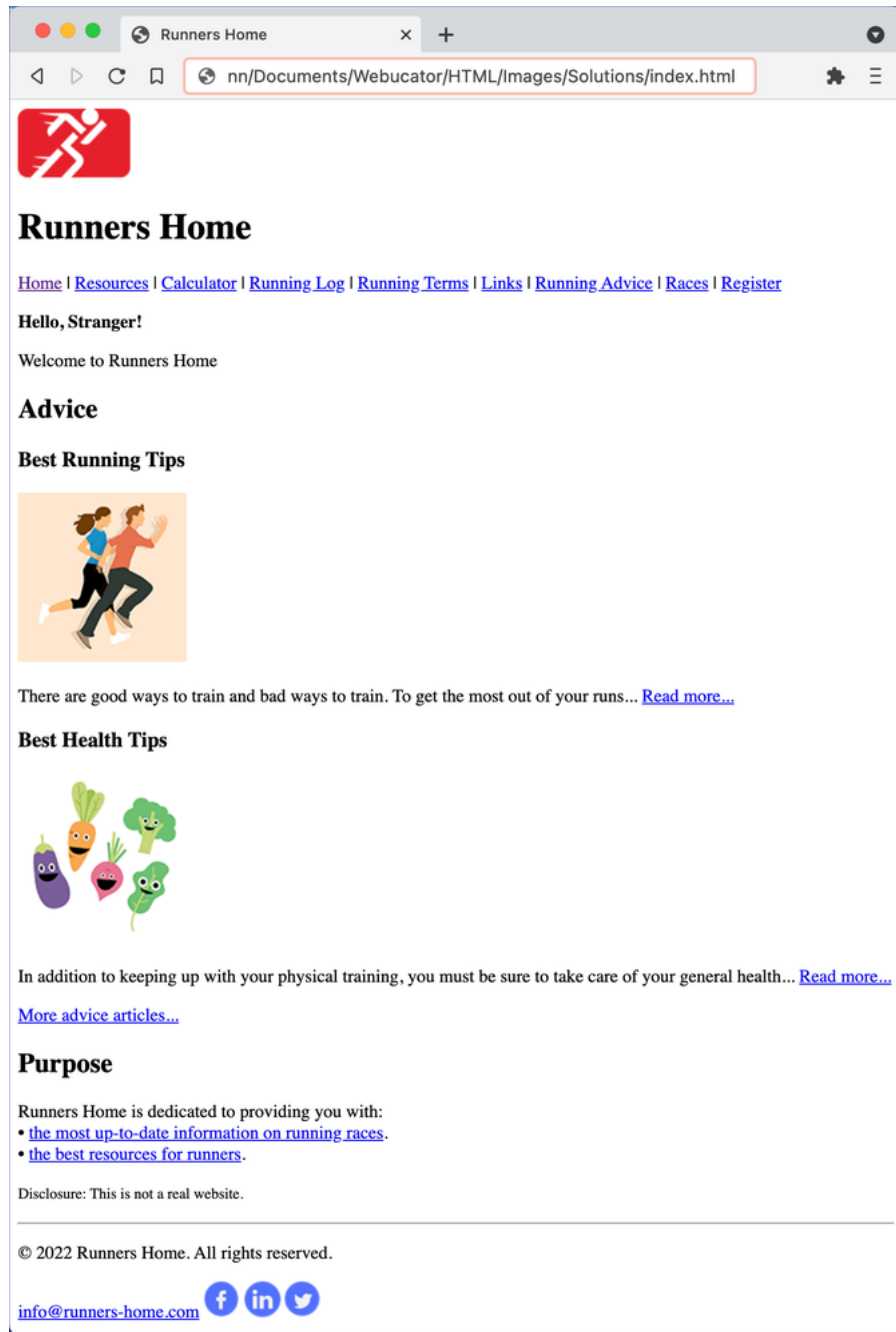 Runners Home
nn/Documents/Webucator/HTML/Images/Solutions/index.html
Runners Home
Home | Resources | Calculator | Running Log | Running Terms | Links | Running Advice | Races | Register
Hello, Stranger!
Welcome to Runners Home
Advice
Best Running Tips
There are good ways to train and bad ways to train. To get the most out of your runs... Read more...
Best Health Tips
In addition to keeping up with your physical training, you must be sure to take care of your general health... Read more...
More advice articles...
Purpose
Runners Home is dedicated to providing you with:
• the most up-to-date information on running races.
• the best resources for runners.
Disclosure: This is not a real website.
© 2022 Runners Home. All rights reserved.
info@runners-home.com f in